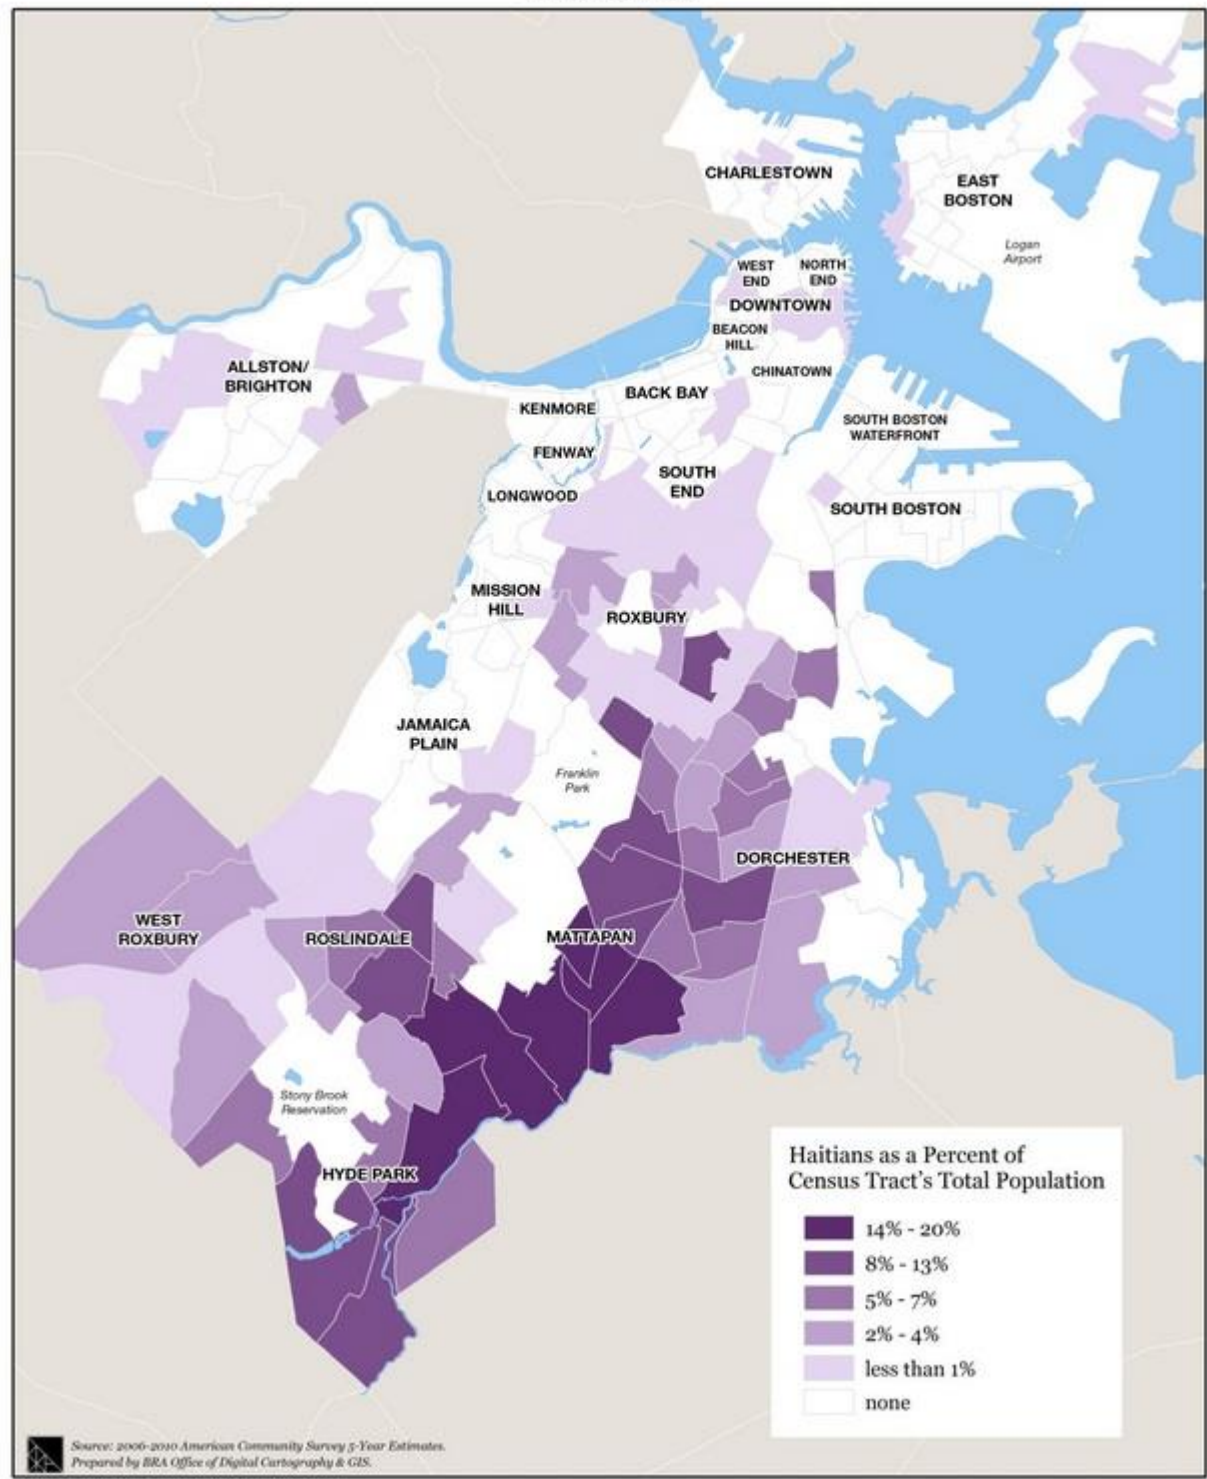 CHARLESTOWN
EAST
BOSTON
Logan
Airport
WEST
END
NORTH
END
DOWNTOWN
BEACON
HILL
CHINATOWN
ALLSTON/
BRIGHTON
BACK BAY
KENMORE
SOUTH BOSTON
WATERFRONT
FENWAY
SOUTH
END
LONGWOOD
SOUTH BOSTON
MISSION
HILL
ROXBURY
JAMAICA
PLAIN
Franklin
Park
DORCHESTER
WEST
ROXBURY
ROSLINDALE
MATTAPAN
Stony Brook
Reservation
HYDE PARK
Haitians as a Percent of
Census Tract's Total Population
14% - 20%
8% - 13%
5% - 7%
2% - 4%
less than 1%
none
Source: 2006-2010 American Community Survey 5-Year Estimates.
Prepared by BRA Office of Digital Cartography & GIS.